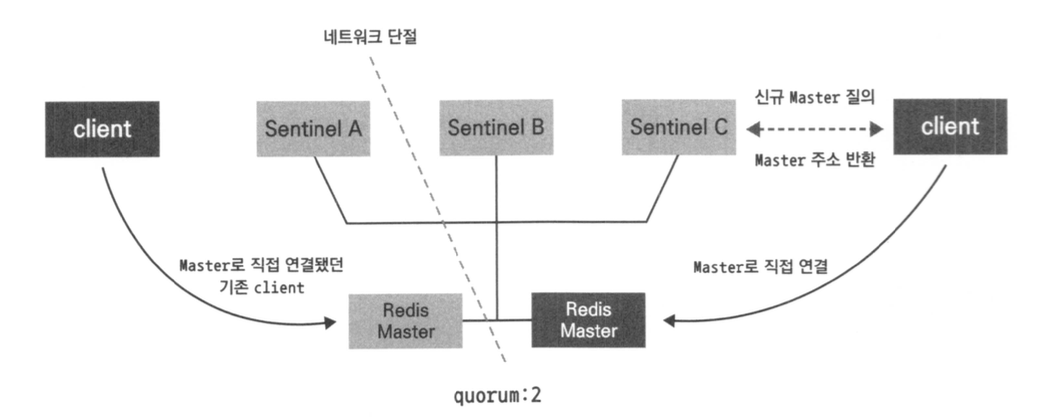 네트워크 단절
client
Sentinel A
Sentinel B
Sentinel C
신규 Master 질의
Master 주소 반환
client
Master로 직접 연결됐던
기존 client
Master로 직접 연결
Redis
Master
Redis
Master
quorum:2